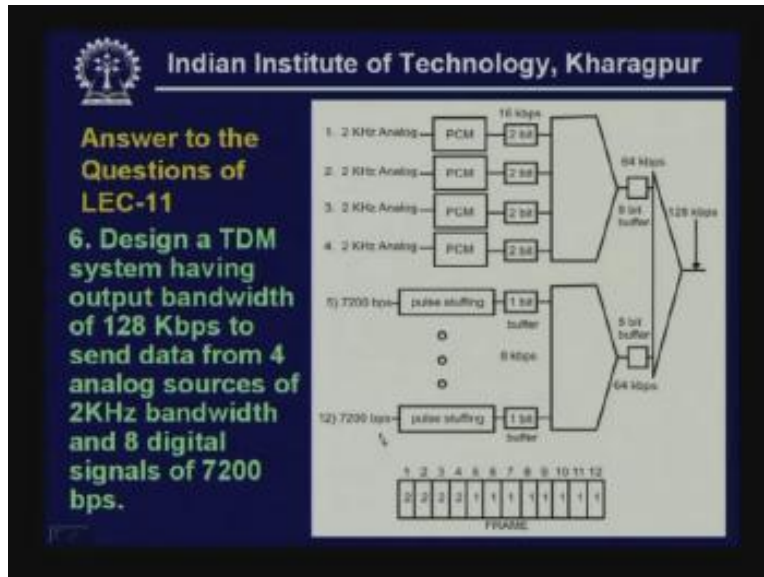 Indian Institute of Technology, Kharagpur
Answer to the
Questions of
LEC-11
6. Design a TDM
system having
output bandwidth
of 128 Kbps to
send data from 4
analog sources of
2KHz bandwidth
and 8 digital
signals of 7200
bps.
16 kbps
1. 2 KHz Analog PCM 2 bit
2. 2 KHz Analog PCM 2 bit
3. 2 KHz Analog PCM 2 bit
4. 2 KHz Analog PCM 2 bit
64 kbps
8 bit
buffer
128 kbps
5) 7200 bps pulse stuffing 1 bit
buffer
8 kbps
12) 7200 bps pulse stuffing 1 bit
buffer
bit
buffer
64 kbps
1 2 3 4 5 6 7 8 9 10 11 12
2 2 2 2 1 1 1 1 1 1 1 1
FRAME